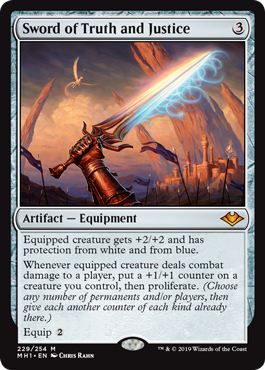 Sword of Truth and Justice 3
Artifact — Equipment
Equipped creature gets +2/+2 and has
protection from white and from blue.
Whenever equipped creature deals combat
damage to a player, put a +1/+1 counter on a
creature you control, then proliferate. (Choose
any number of permanents and/or players, then
give each another counter of each kind already
there.)
Equip 2
229/254 M
MH1 • EN Chris Rahn ™ & © 2019 Wizards of the Coast